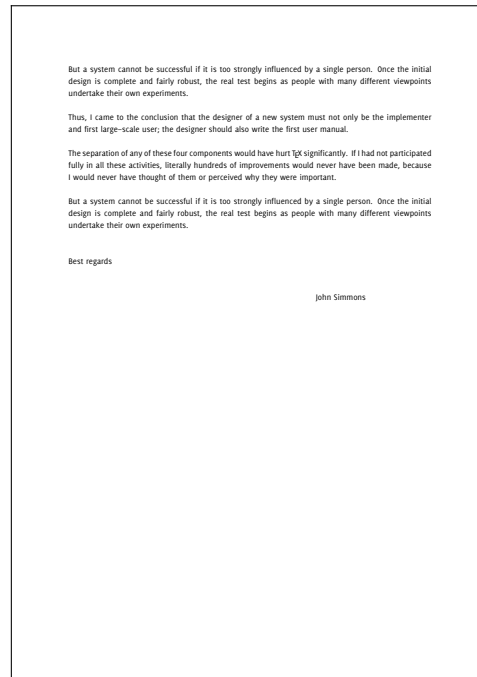 But a system cannot be successful if it is too strongly influenced by a single person. Once the initial
design is complete and fairly robust, the real test begins as people with many different viewpoints
undertake their own experiments.
Thus, I came to the conclusion that the designer of a new system must not only be the implementer
and first large-scale user; the designer should also write the first user manual.
The separation of any of these four components would have hurt TeX significantly. If I had not participated
fully in all these activities, literally hundreds of improvements would never have been made, because
I would never have thought of them or perceived why they were important.
But a system cannot be successful if it is too strongly influenced by a single person. Once the initial
design is complete and fairly robust, the real test begins as people with many different viewpoints
undertake their own experiments.
Best regards
John Simmons